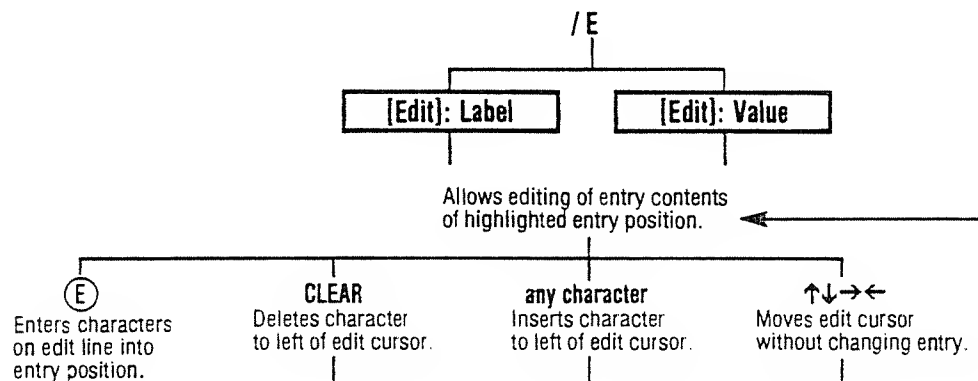 /E
[Edit]: Label
[Edit]: Value
Allows editing of entry contents
of highlighted entry position.
E
Enters characters
on edit line into
entry position.
CLEAR
Deletes character
to left of edit cursor.
any character
Inserts character
to left of edit cursor.
↑↓→←
Moves edit cursor
without changing entry.